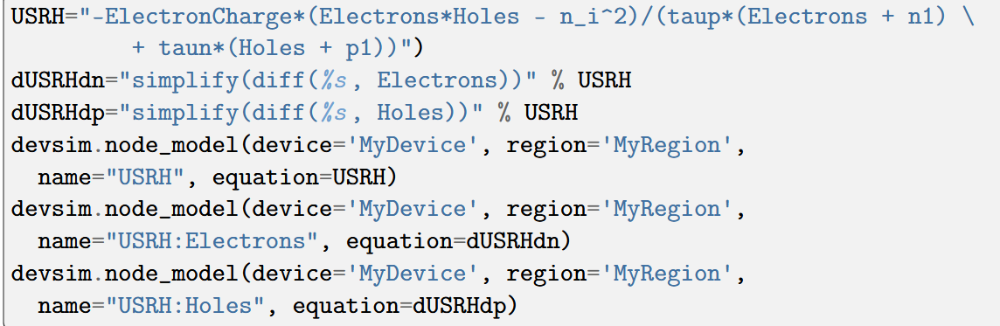 USRH="-ElectronCharge*(Electrons*Holes - n_i^2)/(taup*(Electrons + n1) \
+ taun*(Holes + p1))")
dUSRHdn="simplify(diff(%s, Electrons))" % USRH
dUSRHdp="simplify(diff(%s, Holes))" % USRH
devsim.node_model(device='MyDevice', region='MyRegion',
name="USRH", equation=USRH)
devsim.node_model(device='MyDevice', region='MyRegion',
name="USRH:Electrons", equation=dUSRHdn)
devsim.node_model(device='MyDevice', region='MyRegion',
name="USRH:Holes", equation=dUSRHdp)